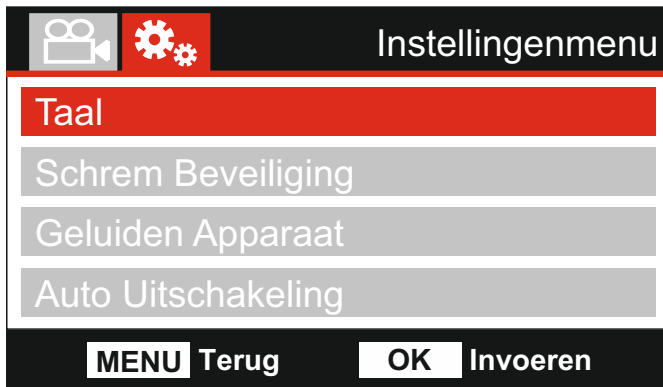 Instellingenmenu
Taal
Schrem Beveiliging
Geluiden Apparaat
Auto Uitschakeling
MENU Terug OK Invoeren